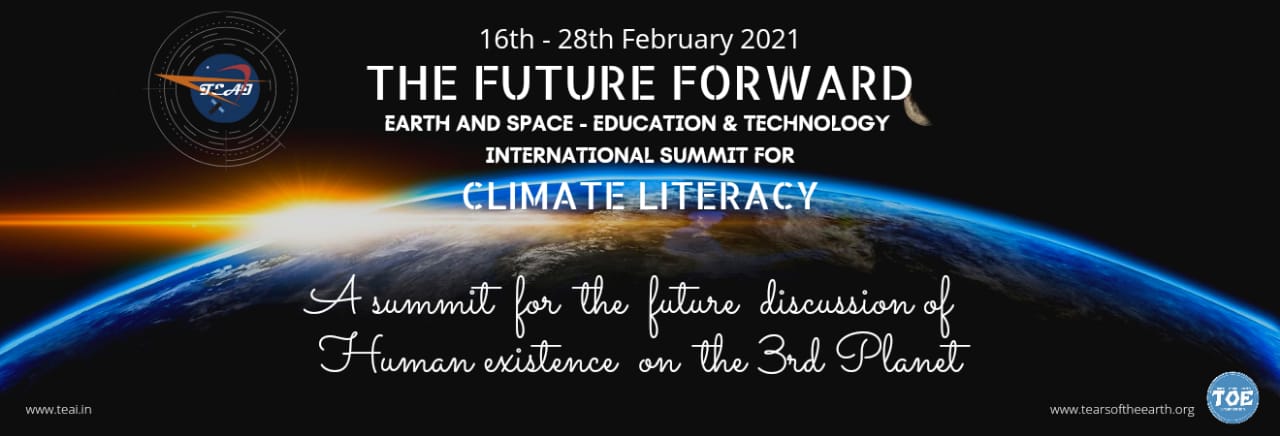 16th - 28th February 2021
THE FUTURE FORWARD
EARTH AND SPACE - EDUCATION & TECHNOLOGY
INTERNATIONAL SUMMIT FOR
CLIMATE LITERACY
TEAI
A summit for the future discussion of
Human existence on the 3rd Planet
www.teai.in
www.tearsoftheearth.org
TOE